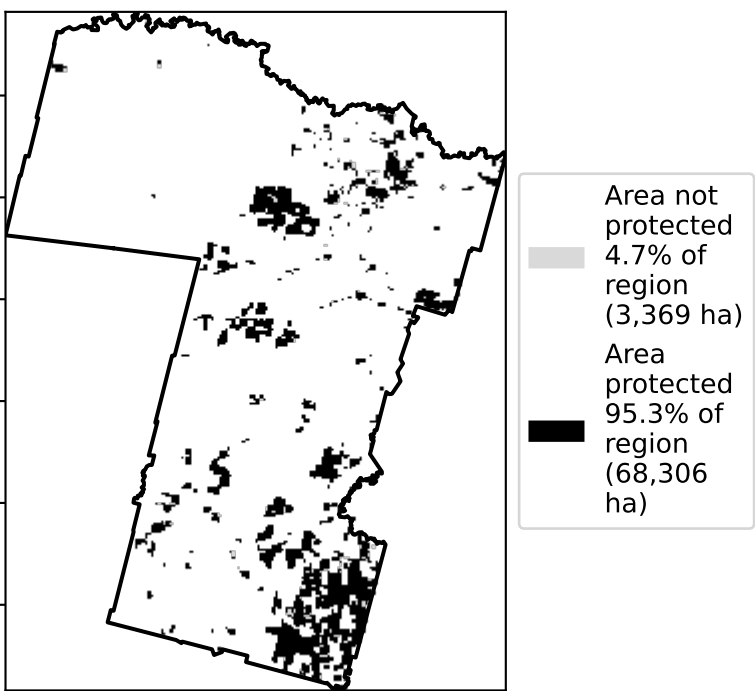 Area not
protected
4.7% of
region
(3,369 ha)
Area
protected
95.3% of
region
(68,306
ha)